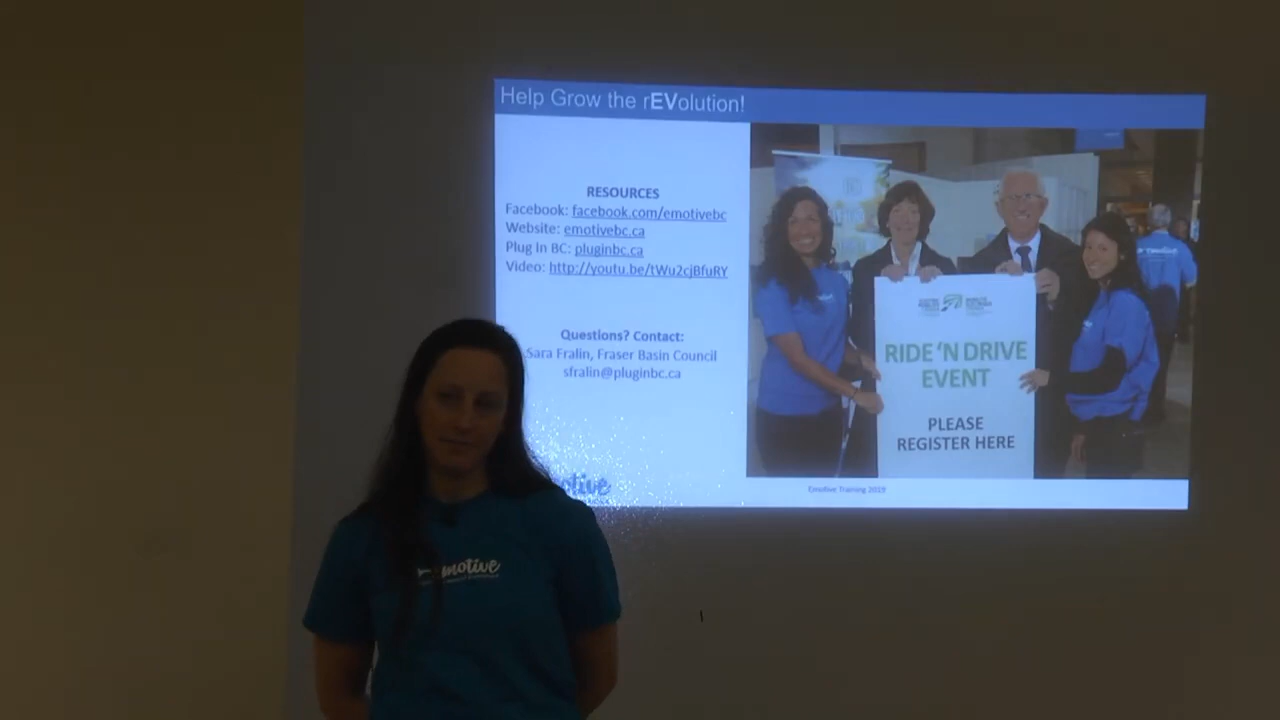 Help Grow the rEVolution!
RESOURCES
Facebook: facebook.com/emotivebc
Website: emotivebc.ca
Plug In BC: pluginbc.ca
Video: http://youtu.be/tWu2cjBfuRY
Questions? Contact:
Sara Fralin, Fraser Basin Council
sfralin@pluginbc.ca
RIDE 'N DRIVE
EVENT
PLEASE
REGISTER HERE
Emotive Training 2019
emotive